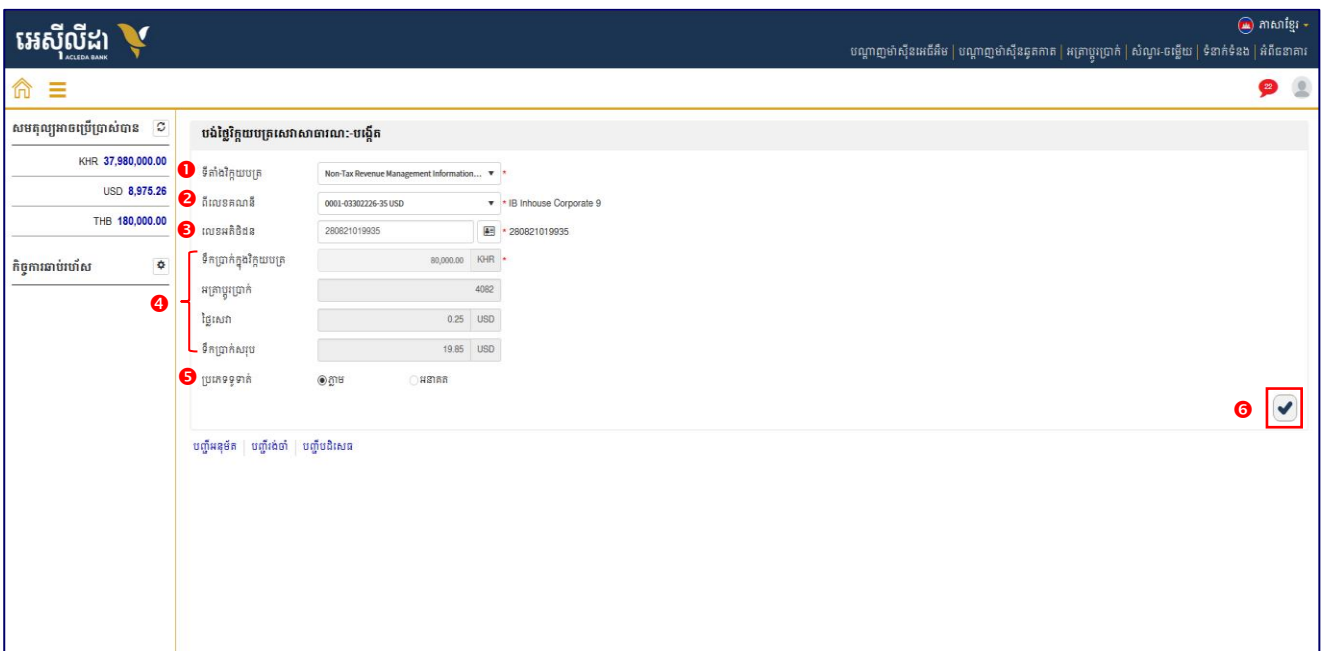 អេស៊ីលីដា
ACLEDA BANK
ភាសាខ្មែរ
បណ្តាញម៉ាស៊ីនអេធីអឹម | បណ្តាញម៉ាស៊ីនឆូតកាត | អត្រាប្តូរប្រាក់ | សំណួរ-ចម្លើយ | ទំនាក់ទំនង | អំពីធនាគារ
22
សមតុល្យអាចប្រើប្រាស់បាន
KHR 37,980,000.00
USD 8,975.26
THB 180,000.00
កិច្ចការឆាប់រហ័ស
បង់ថ្លៃវិក្កយបត្រសេវាសាធារណៈ-បង្កើត
1 ទីតាំងវិក្កយបត្រ Non-Tax Revenue Management Information... *
2 ពីលេខគណនី 0001-03302226-35 USD * IB Inhouse Corporate 9
3 លេខអតិថិជន 280821019935 * 280821019935
ទឹកប្រាក់ក្នុងវិក្កយបត្រ 80,000.00 KHR *
អត្រាប្តូរប្រាក់ 4082
4
ថ្លៃសេវា 0.25 USD
ទឹកប្រាក់សរុប 19.85 USD
5 ប្រភេទទូទាត់ ភ្លាម អនាគត
6
បញ្ជីអនុម័ត | បញ្ជីរង់ចាំ | បញ្ជីបដិសេធ